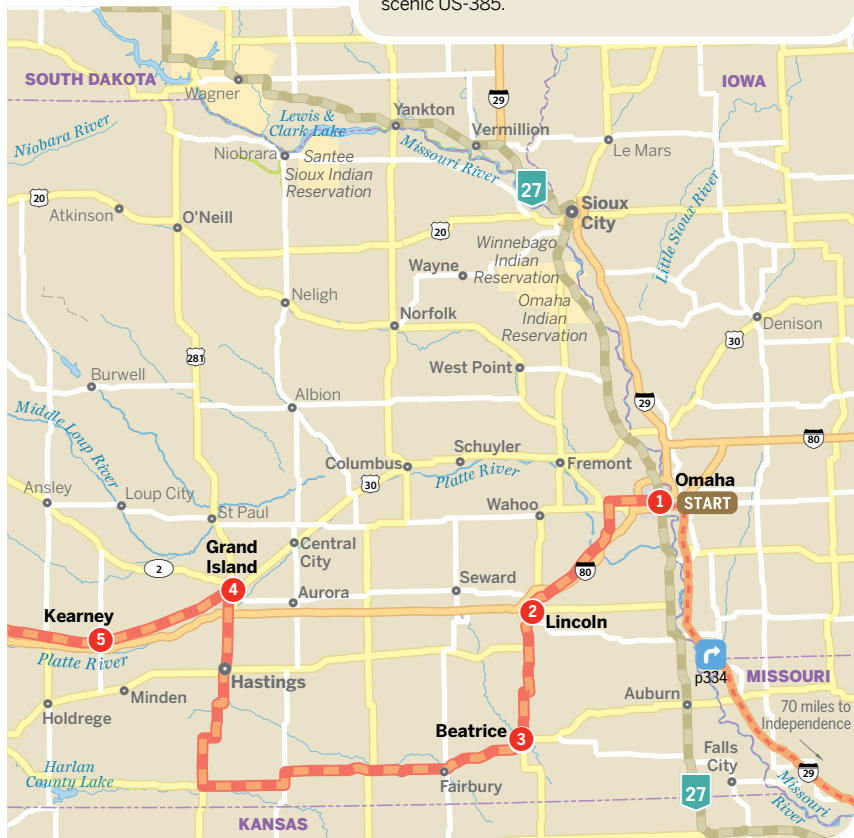 scenic US-385.
SOUTH DAKOTA
IOWA
Wagner
29
Lewis &
Clark Lake
Yankton
Niobara River
Vermillion
Missouri River
Le Mars
Niobrara
Santee
Sioux Indian
Reservation
27
20
Atkinson
O'Neill
20
Sioux
City
Little Sioux River
Winnebago
Indian
Reservation
Wayne
Omaha
Indian
Reservation
Neligh
Norfolk
Denison
30
281
West Point
Burwell
29
Albion
Middle Loup River
80
Schuyler
Columbus
Platte River
Fremont
30
Omaha
1
START
Ansley
Loup City
St Paul
Wahoo
Central
City
Grand
Island
2
80
4
Aurora
Seward
Kearney
5
2
Lincoln
Platte River
p334
MISSOURI
Hastings
Minden
Holdrege
Auburn
70 miles to
Independence
Beatrice
3
Falls
City
29
Harlan
County Lake
Fairbury
27
Missouri
River
KANSAS